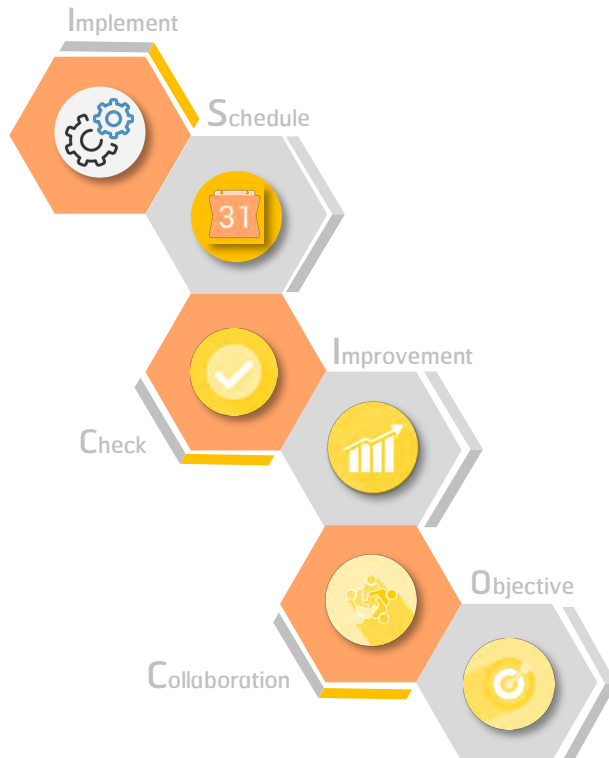 Implement
Schedule
31
Improvement
Check
Objective
Collaboration